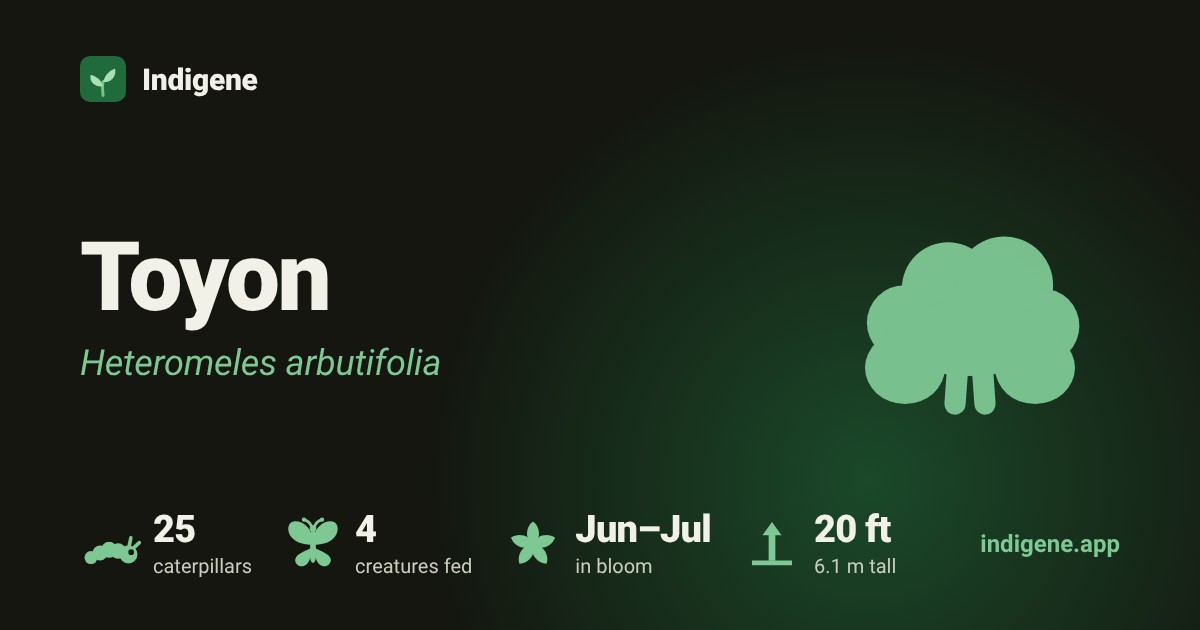 Indigene
Toyon
Heteromeles arbutifolia
25
caterpillars
4
creatures fed
Jun–Jul
in bloom
20 ft
6.1 m tall
indigene.app